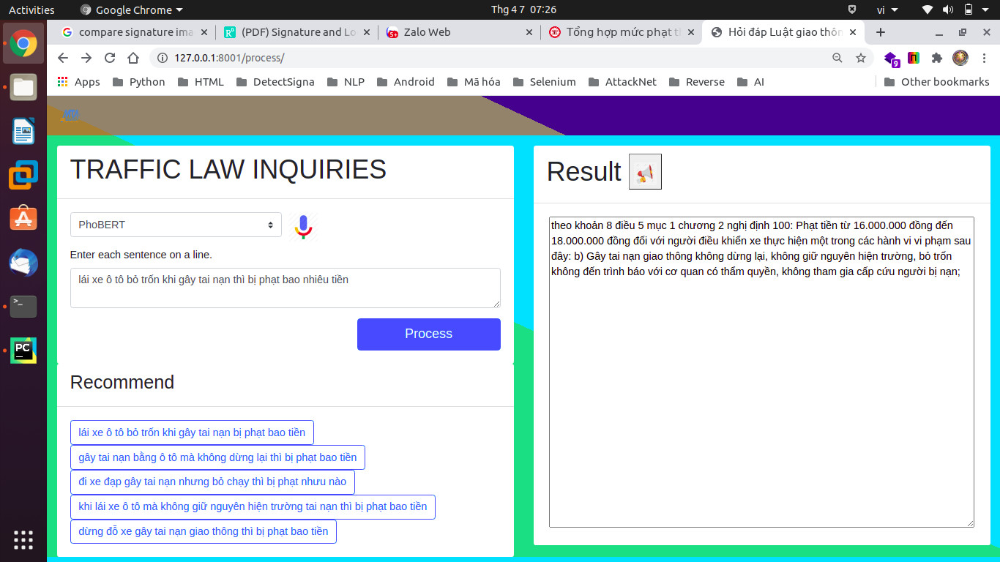 Activities
Google Chrome
Thg 4 7 07:26
vi
compare signature ima
(PDF) Signature and Lo
Zalo Web
Tổng hợp mức phạt t
Hỏi đáp Luật giao thôn
127.0.0.1:8001/process/
9
Apps
Python
HTML
DetectSigna
NLP
Android
Mã hóa
Selenium
AttackNet
Reverse
AI
Other bookmarks
TRAFFIC LAW INQUIRIES
PhoBERT
Enter each sentence on a line.
lái xe ô tô bỏ trốn khi gây tai nạn thì bị phạt bao nhiêu tiền
Process
Recommend
lái xe ô tô bỏ trốn khi gây tai nạn bị phạt bao tiền
gây tai nạn bằng ô tô mà không dừng lại thì bị phạt bao tiền
đi xe đạp gây tai nạn nhưng bỏ chạy thì bị phạt nhưu nào
khi lái xe ô tô mà không giữ nguyên hiện trường tai nạn thì bị phạt bao tiền
dừng đỗ xe gây tai nạn giao thông thì bị phạt bao tiền
Result
theo khoản 8 điều 5 mục 1 chương 2 nghị định 100: Phạt tiền từ 16.000.000 đồng đến
18.000.000 đồng đối với người điều khiển xe thực hiện một trong các hành vi vi phạm sau
đây: b) Gây tai nạn giao thông không dừng lại, không giữ nguyên hiện trường, bỏ trốn
không đến trình báo với cơ quan có thẩm quyền, không tham gia cấp cứu người bị nạn;
PC